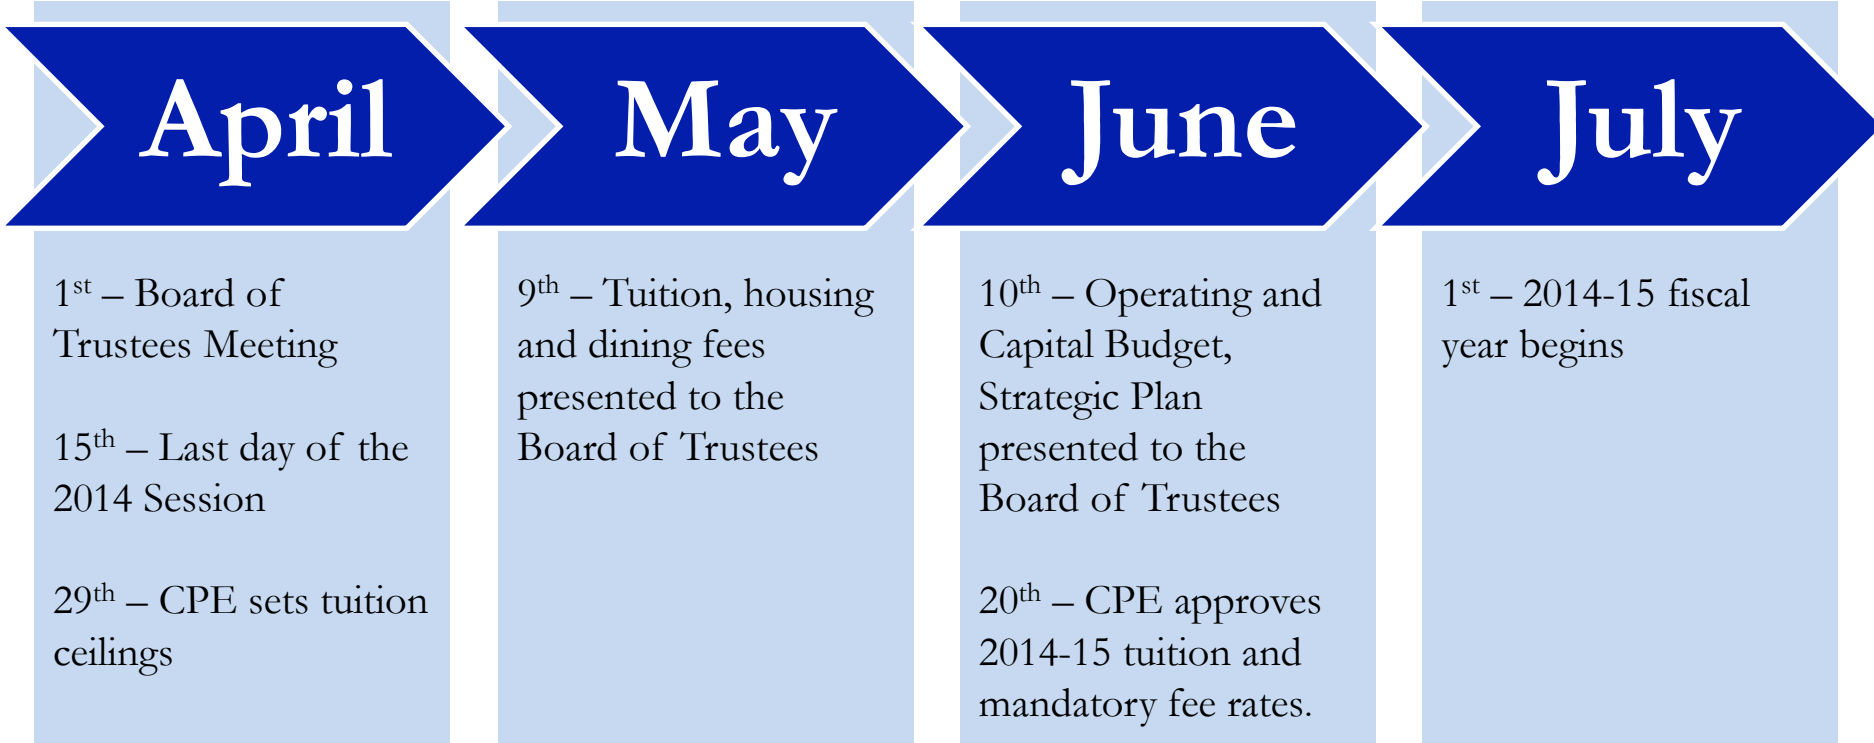 April
1st – Board of
Trustees Meeting
15th – Last day of the
2014 Session
29th – CPE sets tuition
ceilings
May
9th – Tuition, housing
and dining fees
presented to the
Board of Trustees
June
10th – Operating and
Capital Budget,
Strategic Plan
presented to the
Board of Trustees
20th – CPE approves
2014-15 tuition and
mandatory fee rates.
July
1st – 2014-15 fiscal
year begins